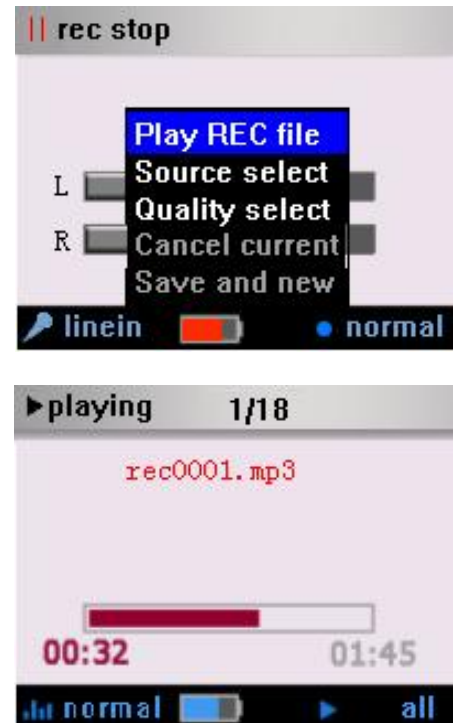 rec stop
Play REC file
L Source select
Quality select
R Cancel current
Save and new
linein normal
playing 1/18
rec0001.mp3
00:32 01:45
normal all